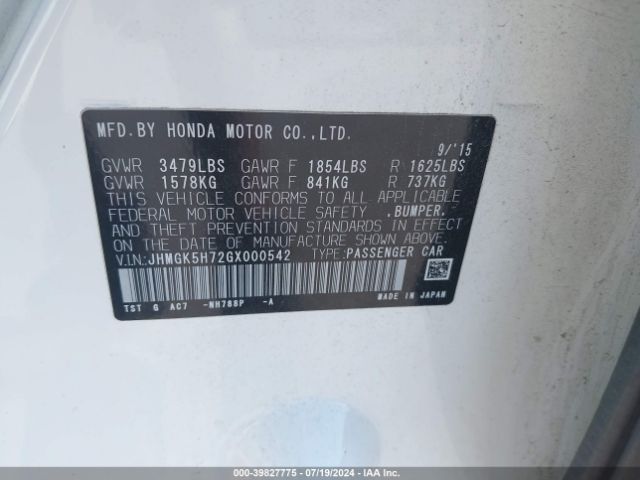 MFD.BY HONDA MOTOR CO.,LTD.
9/'15
GVWR 3479LBS GAWR F 1854LBS R 1625LBS
GVWR 1578KG GAWR F 841KG R 737KG
THIS VEHICLE CONFORMS TO ALL APPLICABLE
FEDERAL MOTOR VEHICLE SAFETY ,BUMPER,
AND THEFT PREVENTION STANDARDS IN EFFECT
ON THE DATE OF MANUFACTURE SHOWN ABOVE.
V.I.N.:JHMGK5H72GX000542 TYPE:PASSENGER CAR
TST G AC7 -NH788P -A
MADE IN JAPAN
000-39827775 - 07/19/2024 - IAAI.COM